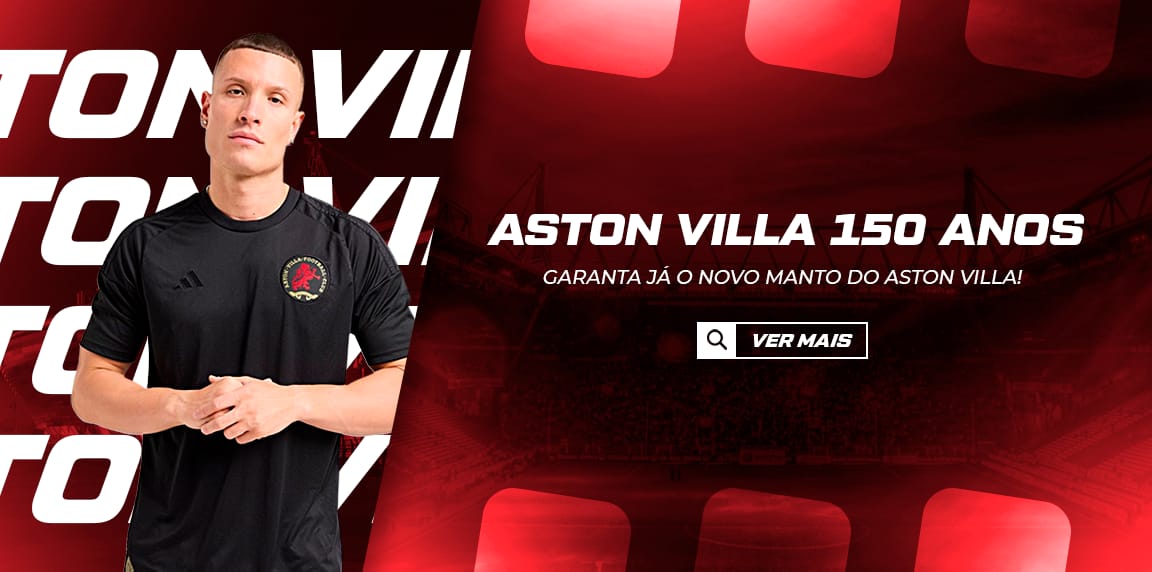 TON VIL
TON VI
TO
TO V
ASTON VILLA FOOTBALL CLUB
ASTON VILLA 150 ANOS
GARANTA JÁ O NOVO MANTO DO ASTON VILLA!
VER MAIS